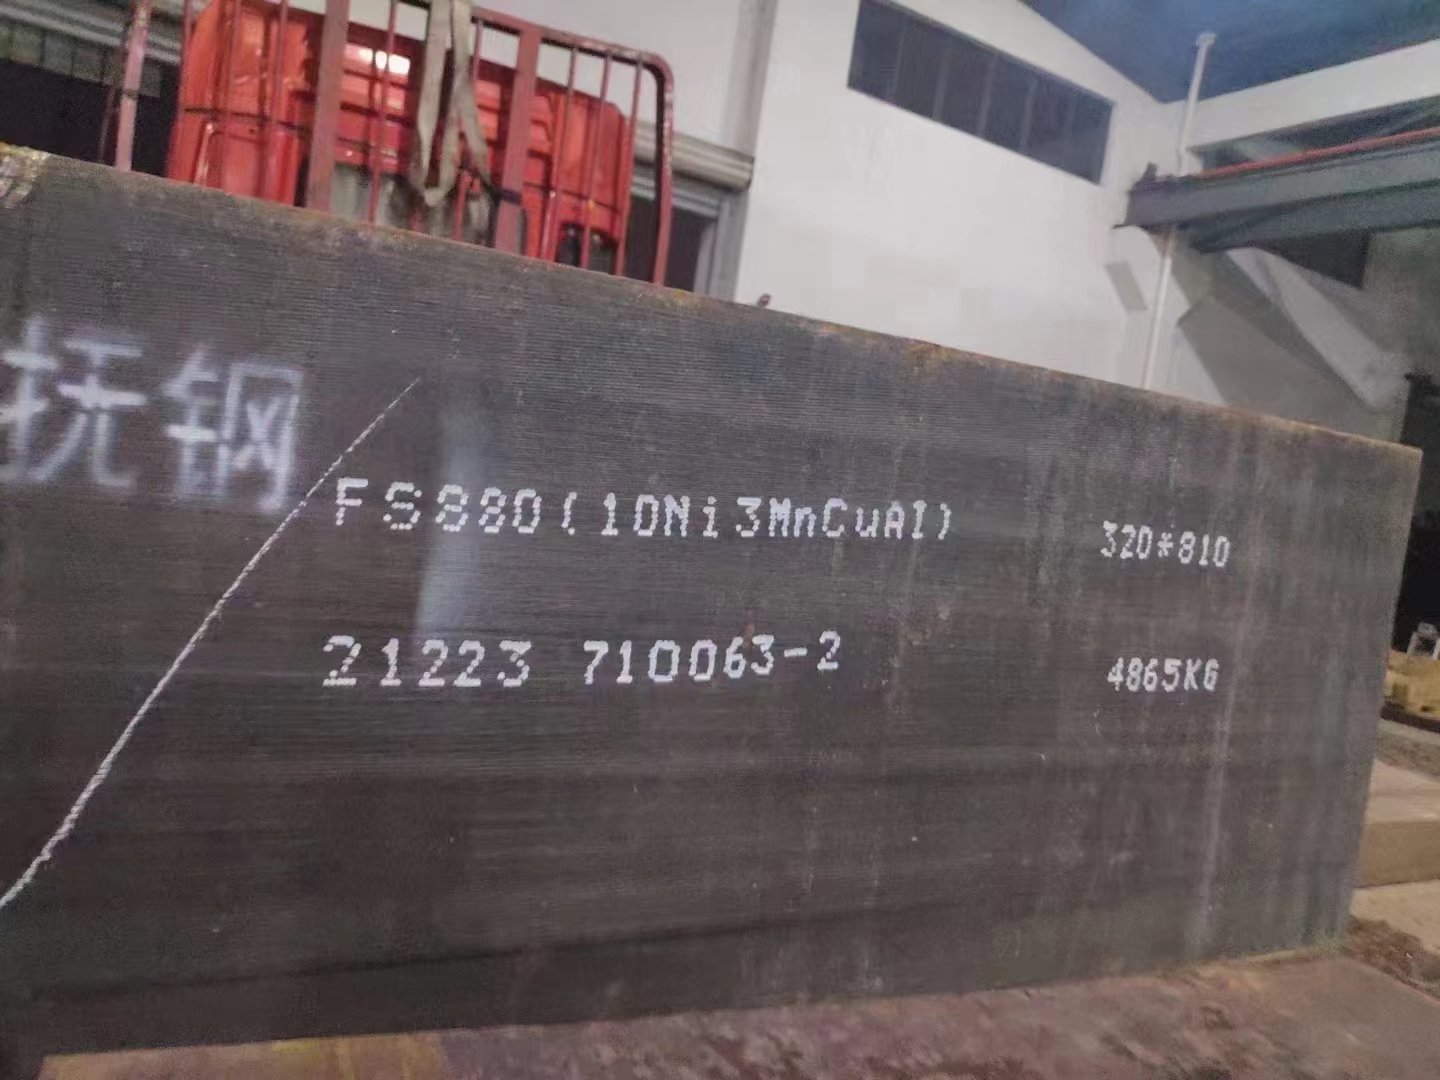 抚钢
FS880(10Ni3MnCuAl) 320*810
21223 710063-2 4865KG